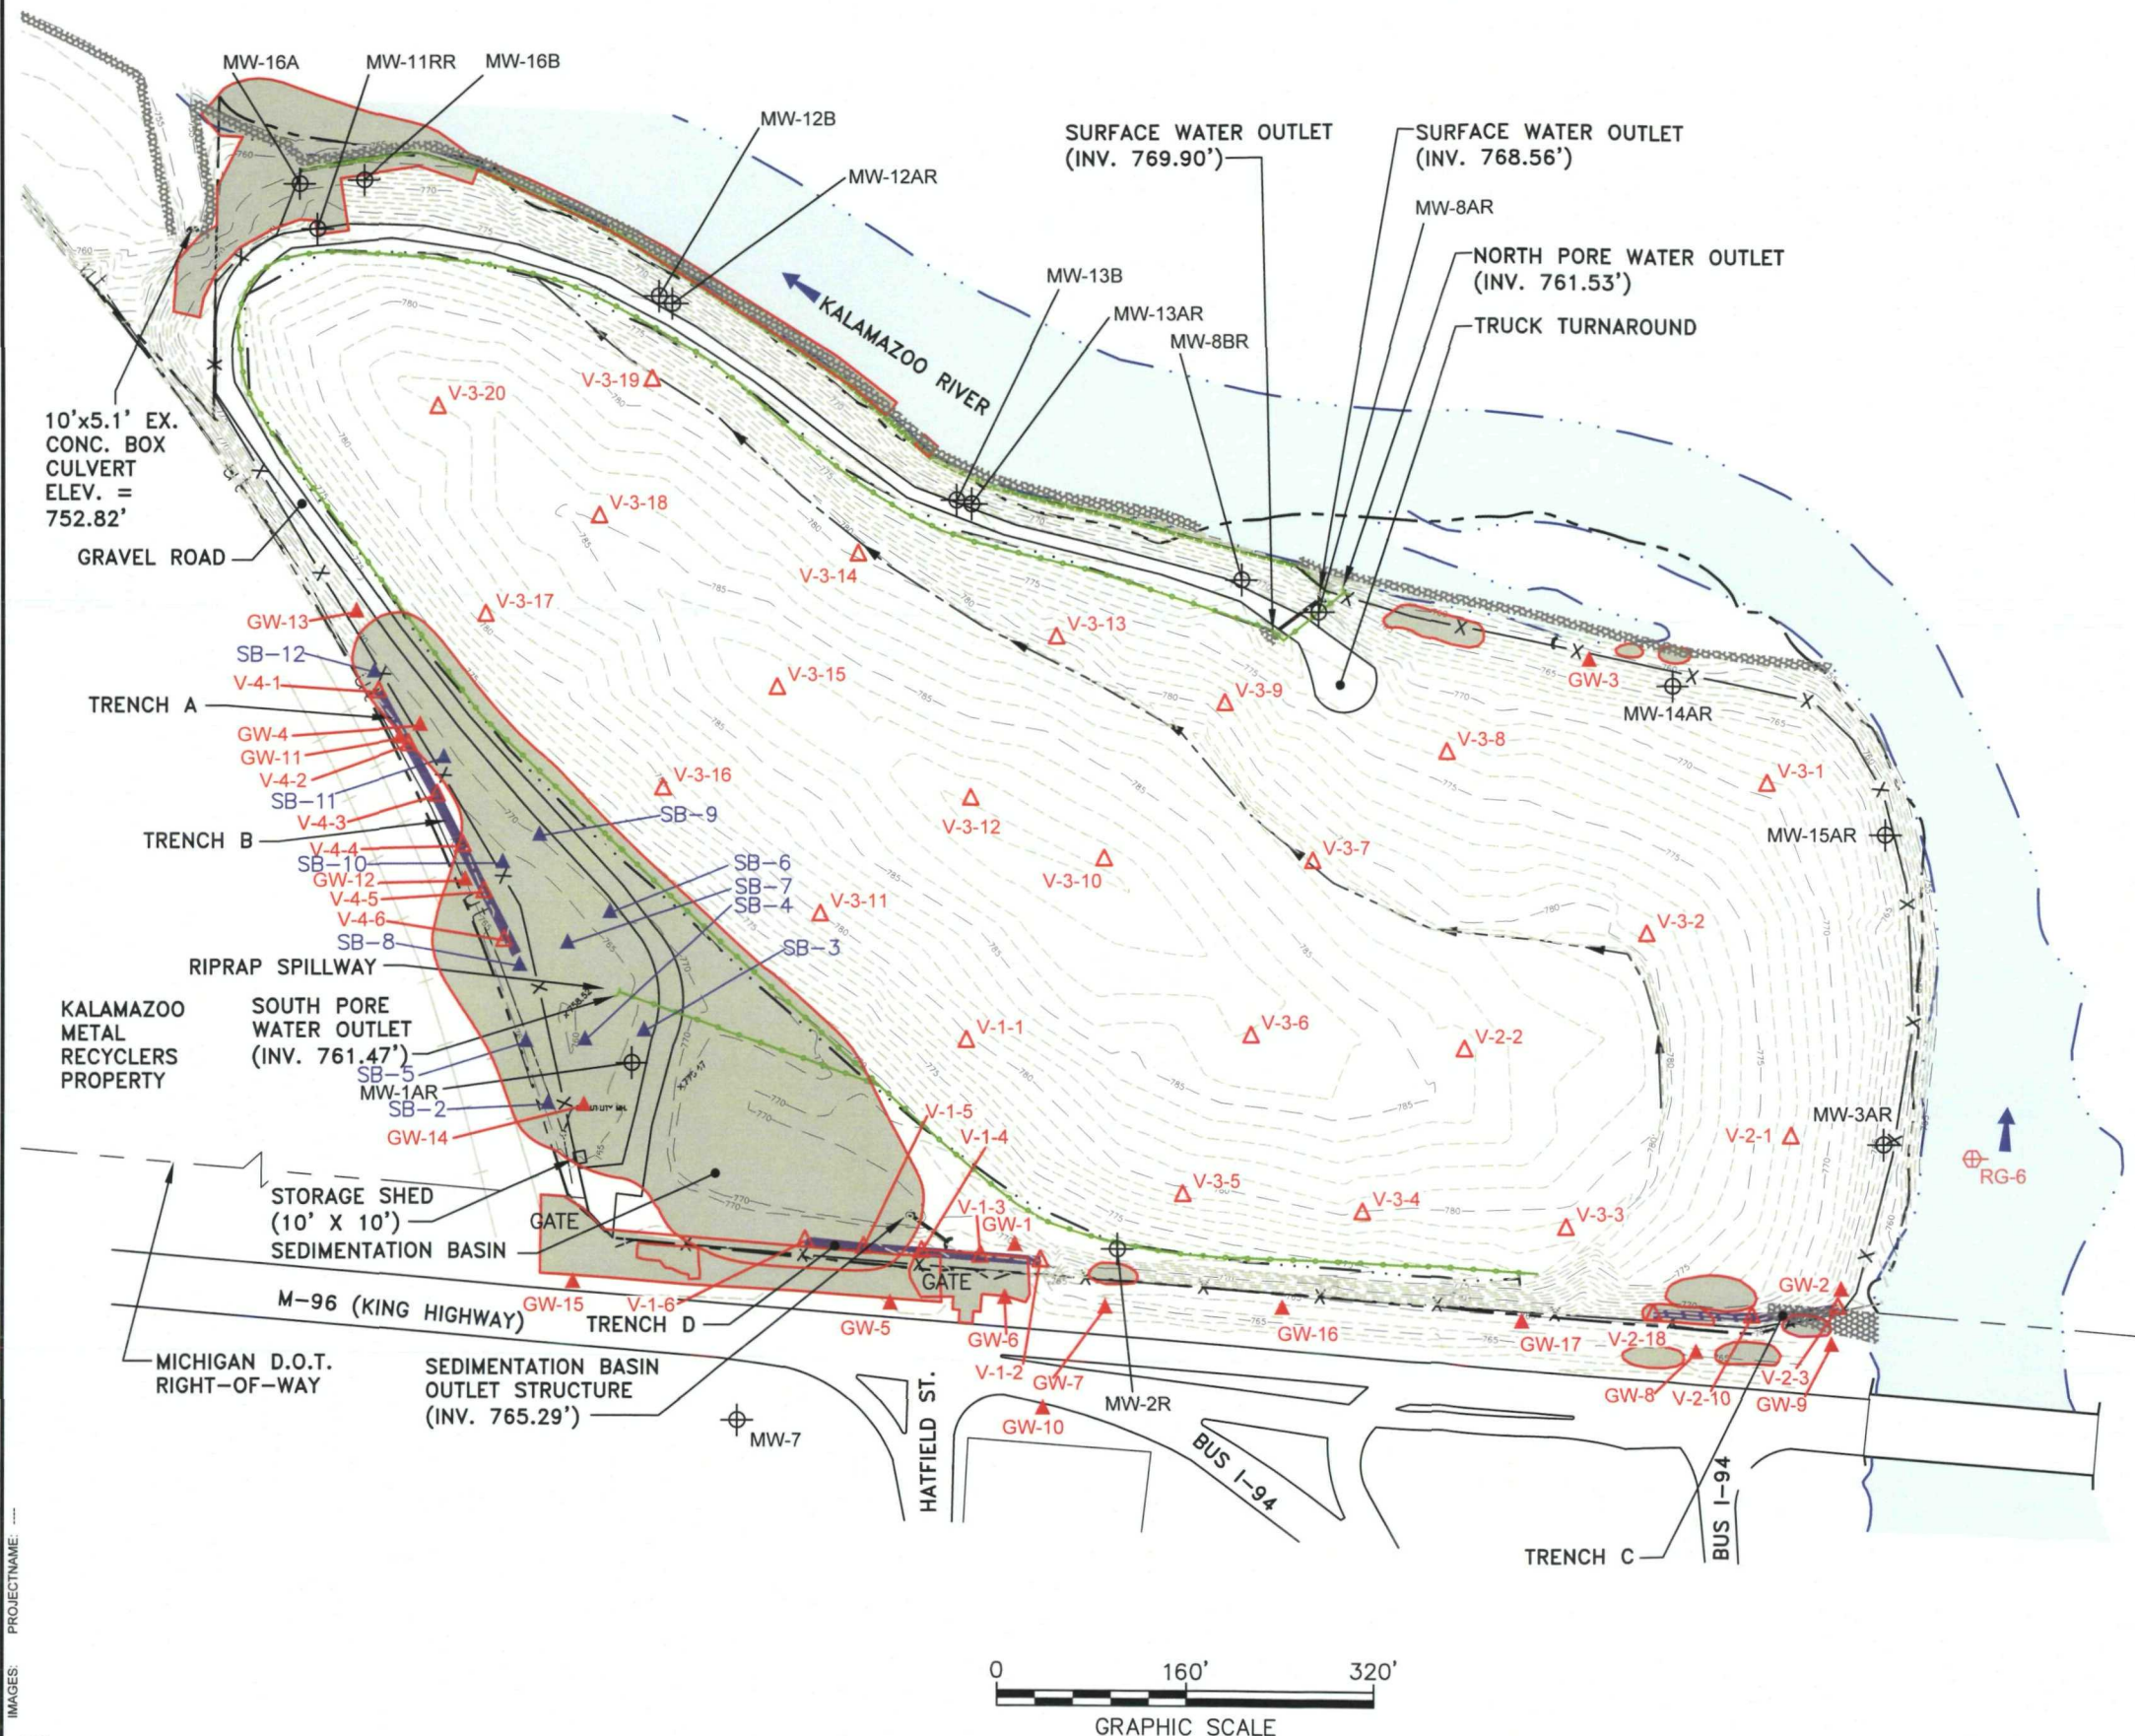 MW-16A
MW-11RR
MW-16B
MW-12B
MW-12AR
SURFACE WATER OUTLET
(INV. 769.90')
SURFACE WATER OUTLET
(INV. 768.56')
MW-8AR
NORTH PORE WATER OUTLET
(INV. 761.53')
TRUCK TURNAROUND
MW-13B
MW-13AR
MW-8BR
KALAMAZOO RIVER
10'x5.1' EX.
CONC. BOX
CULVERT
ELEV. =
752.82'
GRAVEL ROAD
V-3-20
V-3-19
V-3-18
V-3-14
V-3-17
V-3-13
V-3-15
V-3-9
V-3-8
V-3-1
GW-3
MW-14AR
MW-15AR
V-3-16
V-3-12
V-3-10
V-3-7
V-3-11
V-3-2
GW-13
SB-12
V-4-1
TRENCH A
GW-4
GW-11
V-4-2
SB-11
V-4-3
TRENCH B
V-4-4
SB-10
GW-12
V-4-5
V-4-6
SB-8
SB-9
SB-6
SB-7
SB-4
SB-3
RIPRAP SPILLWAY
KALAMAZOO
METAL
RECYCLERS
PROPERTY
SOUTH PORE
WATER OUTLET
(INV. 761.47')
SB-5
MW-1AR
SB-2
GW-14
V-1-1
V-3-6
V-2-2
V-1-5
V-1-4
V-2-1
MW-3AR
RG-6
V-3-5
V-3-4
V-3-3
STORAGE SHED
(10' X 10')
GATE
SEDIMENTATION BASIN
V-1-3
GW-1
GATE
GW-2
M-96 (KING HIGHWAY)
GW-15
V-1-6
TRENCH D
GW-5
GW-6
V-1-2
GW-7
GW-16
GW-17
V-2-18
GW-8
V-2-10
V-2-3
GW-9
MICHIGAN D.O.T.
RIGHT-OF-WAY
SEDIMENTATION BASIN
OUTLET STRUCTURE
(INV. 765.29')
MW-7
HATFIELD ST.
GW-10
MW-2R
BUS I-94
BUS I-94
TRENCH C
0 160' 320'
GRAPHIC SCALE
IMAGES: PROJECTNAME: ----